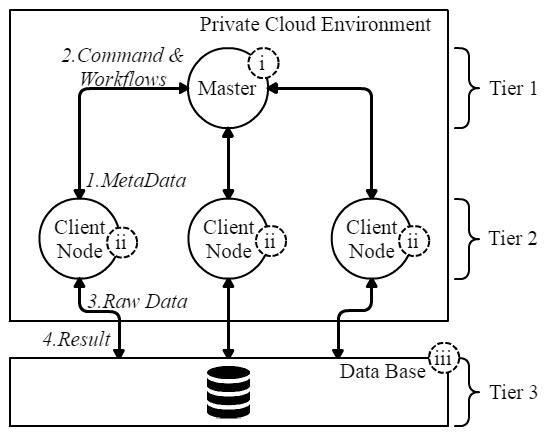 Private Cloud Environment
2.Command &
Workflows
i
Master
Tier 1
1.MetaData
Client
Node
ii
Client
Node
ii
Client
Node
ii
Tier 2
3.Raw Data
4.Result
iii
Data Base
Tier 3